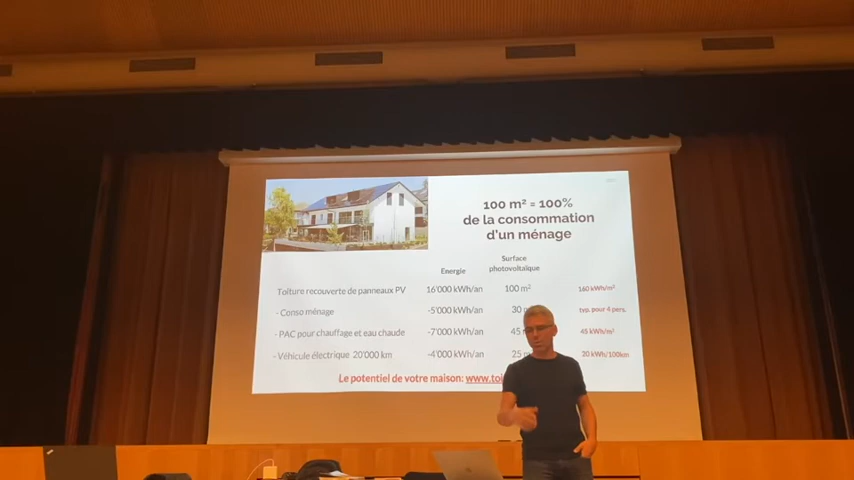 100 m² = 100%
de la consommation
d'un ménage
Energie
Surface
photovoltaïque
Toiture recouverte de panneaux PV 16'000 kWh/an 100 m² 160 kWh/m²
- Conso ménage -5'000 kWh/an 30 typ. pour 4 pers.
- PAC pour chauffage et eau chaude -7'000 kWh/an 45 45 kWh/m²
- Véhicule électrique 20'000 km -4'000 kWh/an 25 20 kWh/100km
Le potentiel de votre maison: www.toi